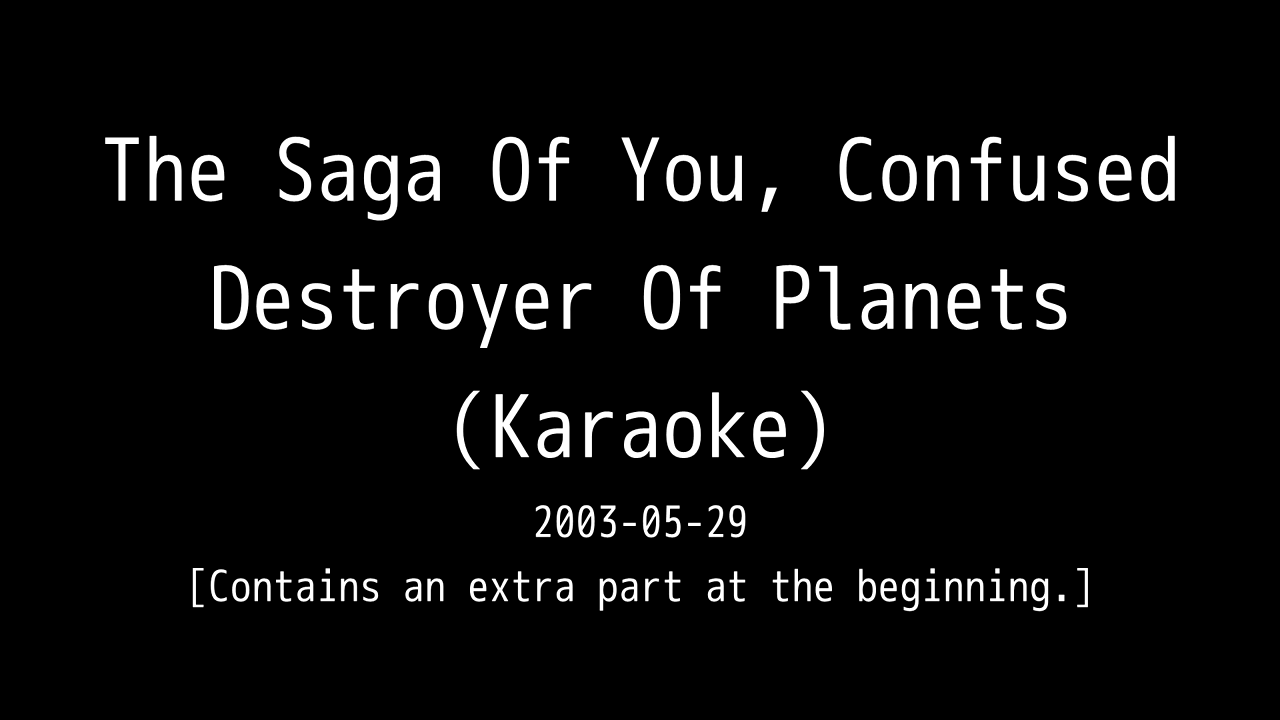 The Saga Of You, Confused
Destroyer Of Planets
(Karaoke)
2003-05-29
[Contains an extra part at the beginning.]